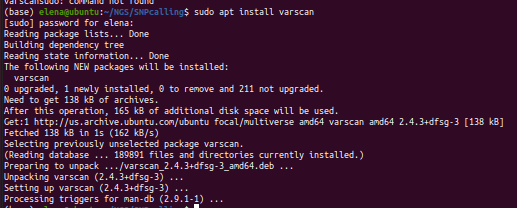 varscansudo: command not found
(base) elena@ubuntu:~/NGS/SNPcalling$ sudo apt install varscan
[sudo] password for elena:
Reading package lists... Done
Building dependency tree
Reading state information... Done
The following NEW packages will be installed:
  varscan
0 upgraded, 1 newly installed, 0 to remove and 211 not upgraded.
Need to get 138 kB of archives.
After this operation, 165 kB of additional disk space will be used.
Get:1 http://us.archive.ubuntu.com/ubuntu focal/multiverse amd64 varscan amd64 2.4.3+dfsg-3 [138 kB]
Fetched 138 kB in 1s (162 kB/s)
Selecting previously unselected package varscan.
(Reading database ... 189891 files and directories currently installed.)
Preparing to unpack .../varscan_2.4.3+dfsg-3_amd64.deb ...
Unpacking varscan (2.4.3+dfsg-3) ...
Setting up varscan (2.4.3+dfsg-3) ...
Processing triggers for man-db (2.9.1-1) ...
(base) elena@ubuntu:~/NGS/SNPcalling$